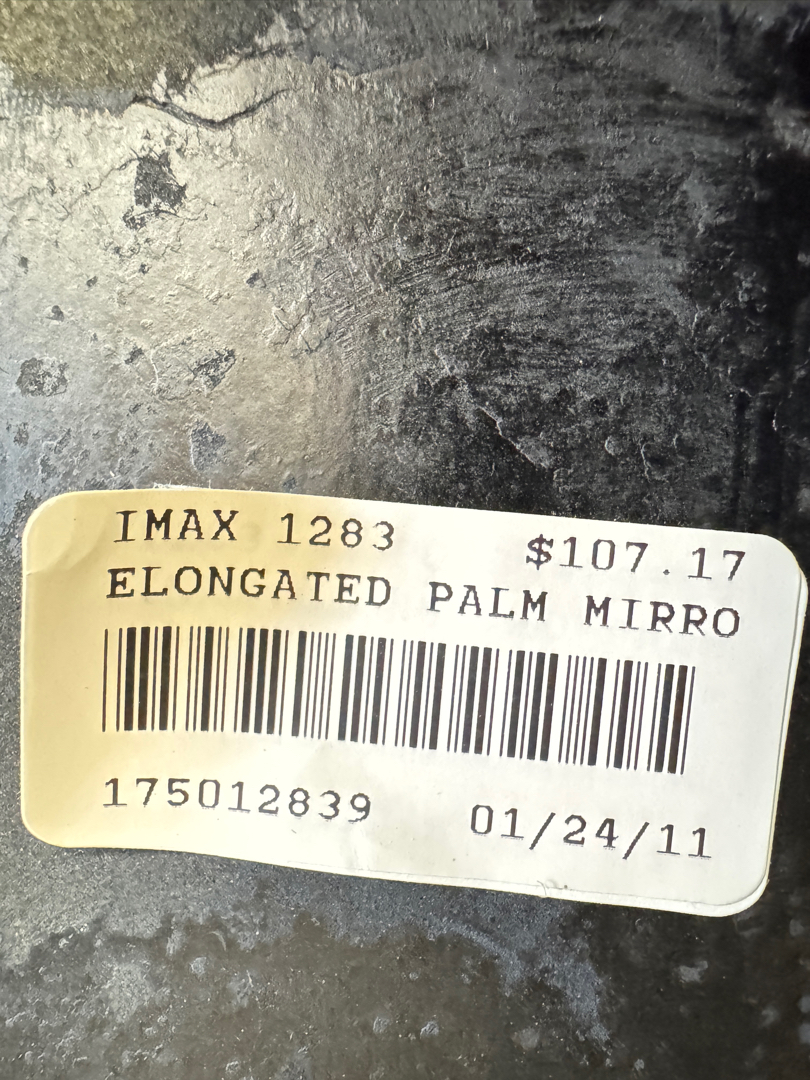 IMAX 1283 $107.17
ELONGATED PALM MIRRO
175012839 01/24/11